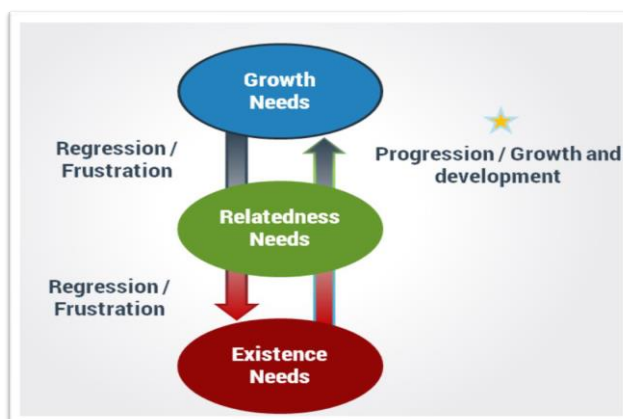 Growth
Needs
Regression /
Frustration
Progression / Growth and
development
Relatedness
Needs
Regression /
Frustration
Existence
Needs